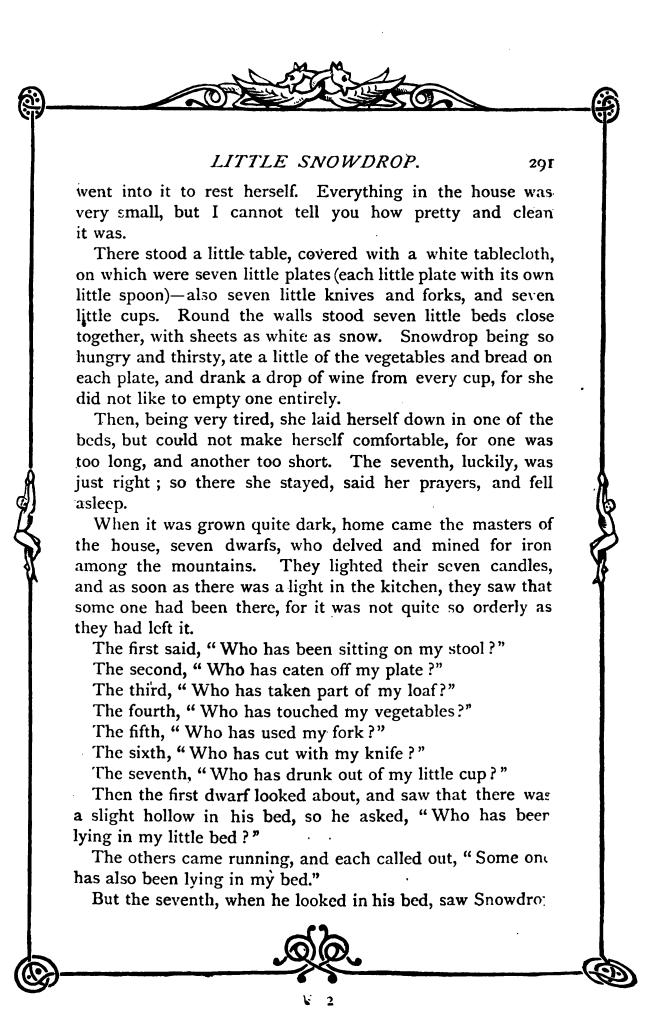 LITTLE SNOWDROP. 291
went into it to rest herself. Everything in the house was
very small, but I cannot tell you how pretty and clean
it was.
There stood a little table, covered with a white tablecloth,
on which were seven little plates (each little plate with its own
little spoon)—also seven little knives and forks, and seven
little cups. Round the walls stood seven little beds close
together, with sheets as white as snow. Snowdrop being so
hungry and thirsty, ate a little of the vegetables and bread on
each plate, and drank a drop of wine from every cup, for she
did not like to empty one entirely.
Then, being very tired, she laid herself down in one of the
beds, but could not make herself comfortable, for one was
too long, and another too short. The seventh, luckily, was
just right ; so there she stayed, said her prayers, and fell
asleep.
When it was grown quite dark, home came the masters of
the house, seven dwarfs, who delved and mined for iron
among the mountains. They lighted their seven candles,
and as soon as there was a light in the kitchen, they saw that
some one had been there, for it was not quite so orderly as
they had left it.
The first said, “ Who has been sitting on my stool ?”
The second, “ Who has eaten off my plate ?”
The third, “ Who has taken part of my loaf?”
The fourth, “ Who has touched my vegetables?”
The fifth, “ Who has used my fork ?”
The sixth, “ Who has cut with my knife ? ”
The seventh, “ Who has drunk out of my little cup ? ”
Then the first dwarf looked about, and saw that there was
a slight hollow in his bed, so he asked, “ Who has been
lying in my little bed ? ”
The others came running, and each called out, “ Some one
has also been lying in my bed.”
But the seventh, when he looked in his bed, saw Snowdro
2